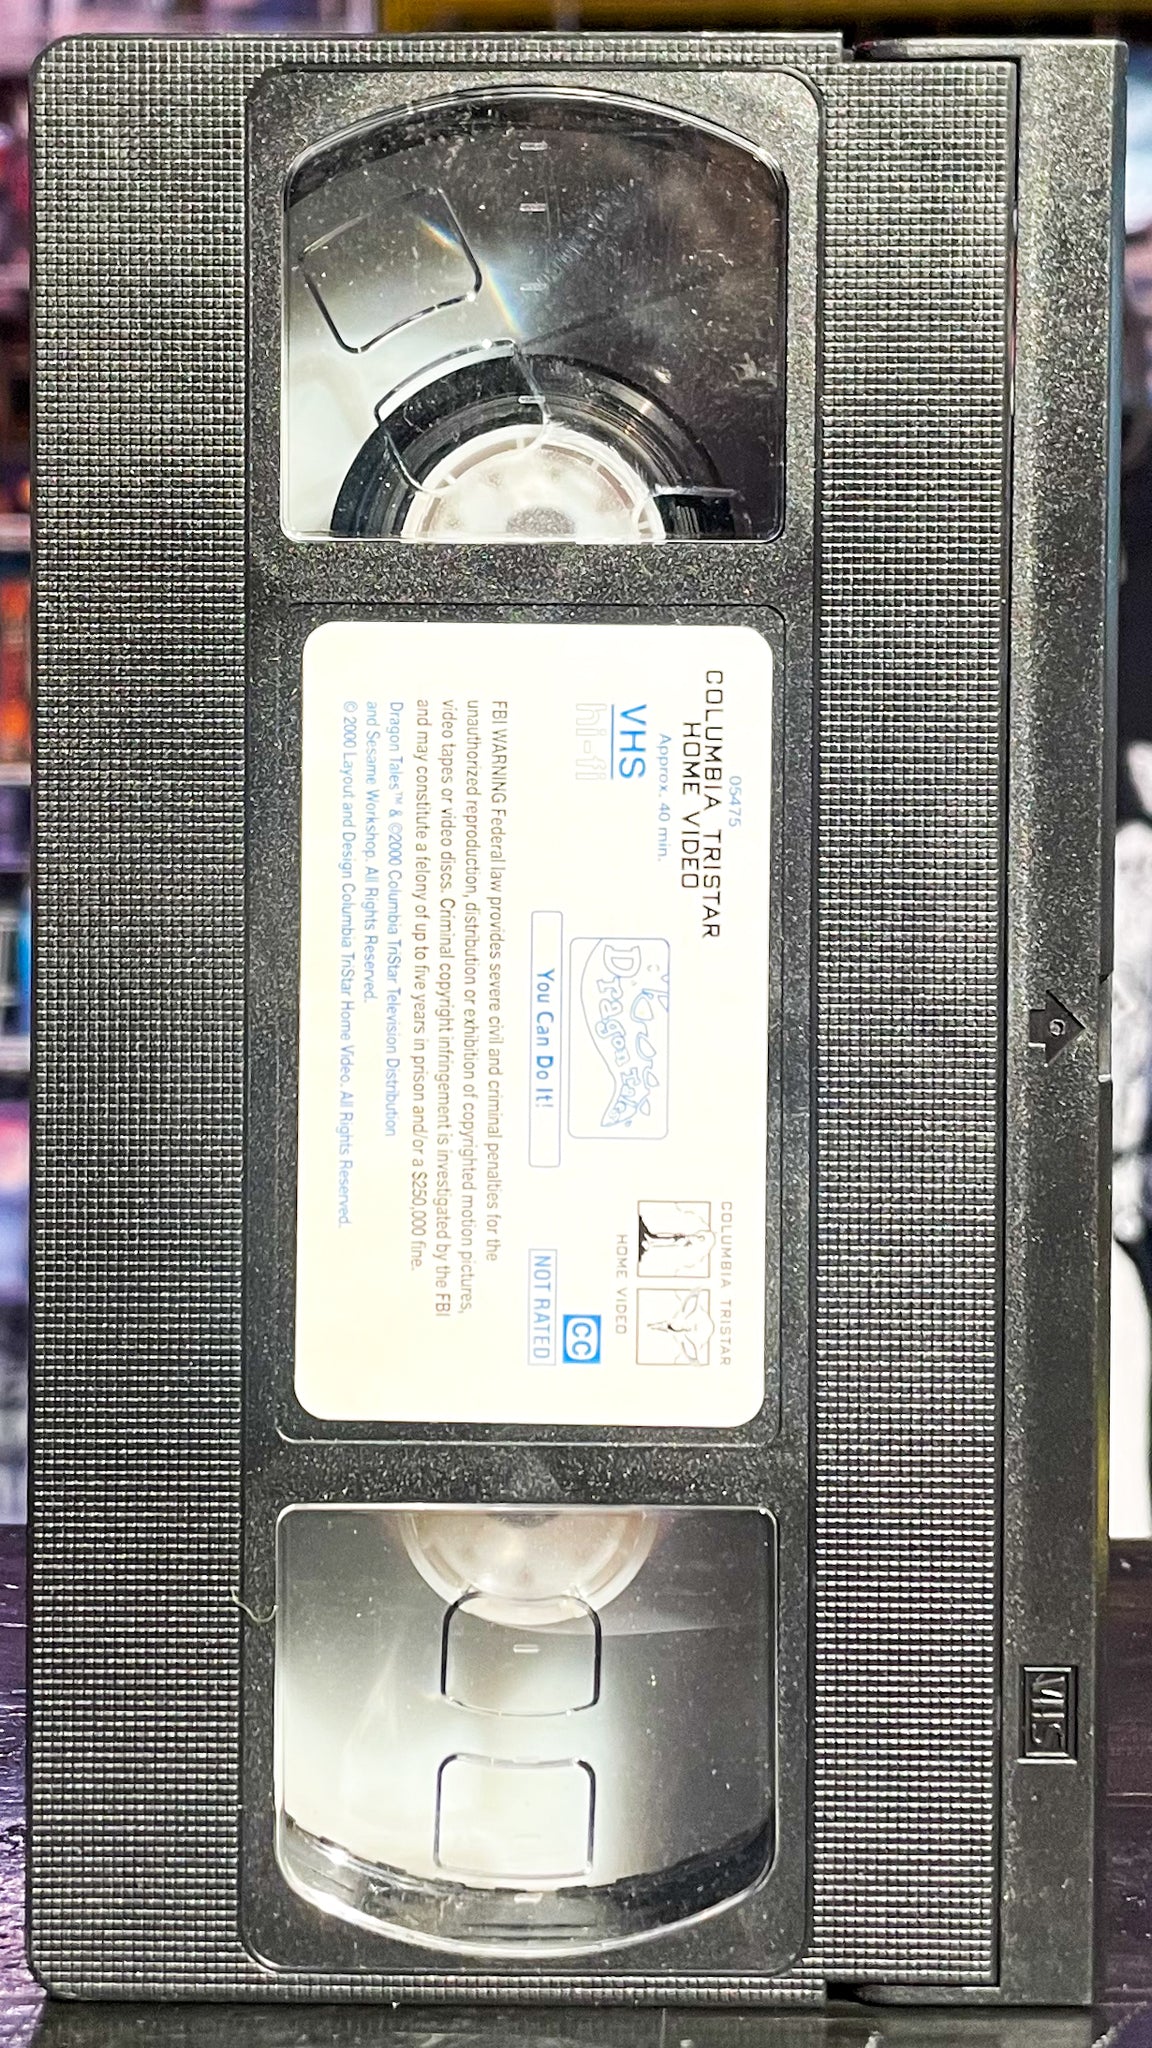 05475
COLUMBIA TRISTAR
HOME VIDEO
Approx. 40 min.
VHS
hi-fi
Dragon Tales
You Can Do It!
COLUMBIA TRISTAR
HOME VIDEO
CC
NOT RATED
FBI WARNING Federal law provides severe civil and criminal penalties for the
unauthorized reproduction, distribution or exhibition of copyrighted motion pictures,
video tapes or video discs. Criminal copyright infringement is investigated by the FBI
and may constitute a felony of up to five years in prison and/or a $250,000 fine.
Dragon Tales™ & ©2000 Columbia TriStar Television Distribution
and Sesame Workshop. All Rights Reserved.
© 2000 Layout and Design Columbia TriStar Home Video. All Rights Reserved.
G
VHS